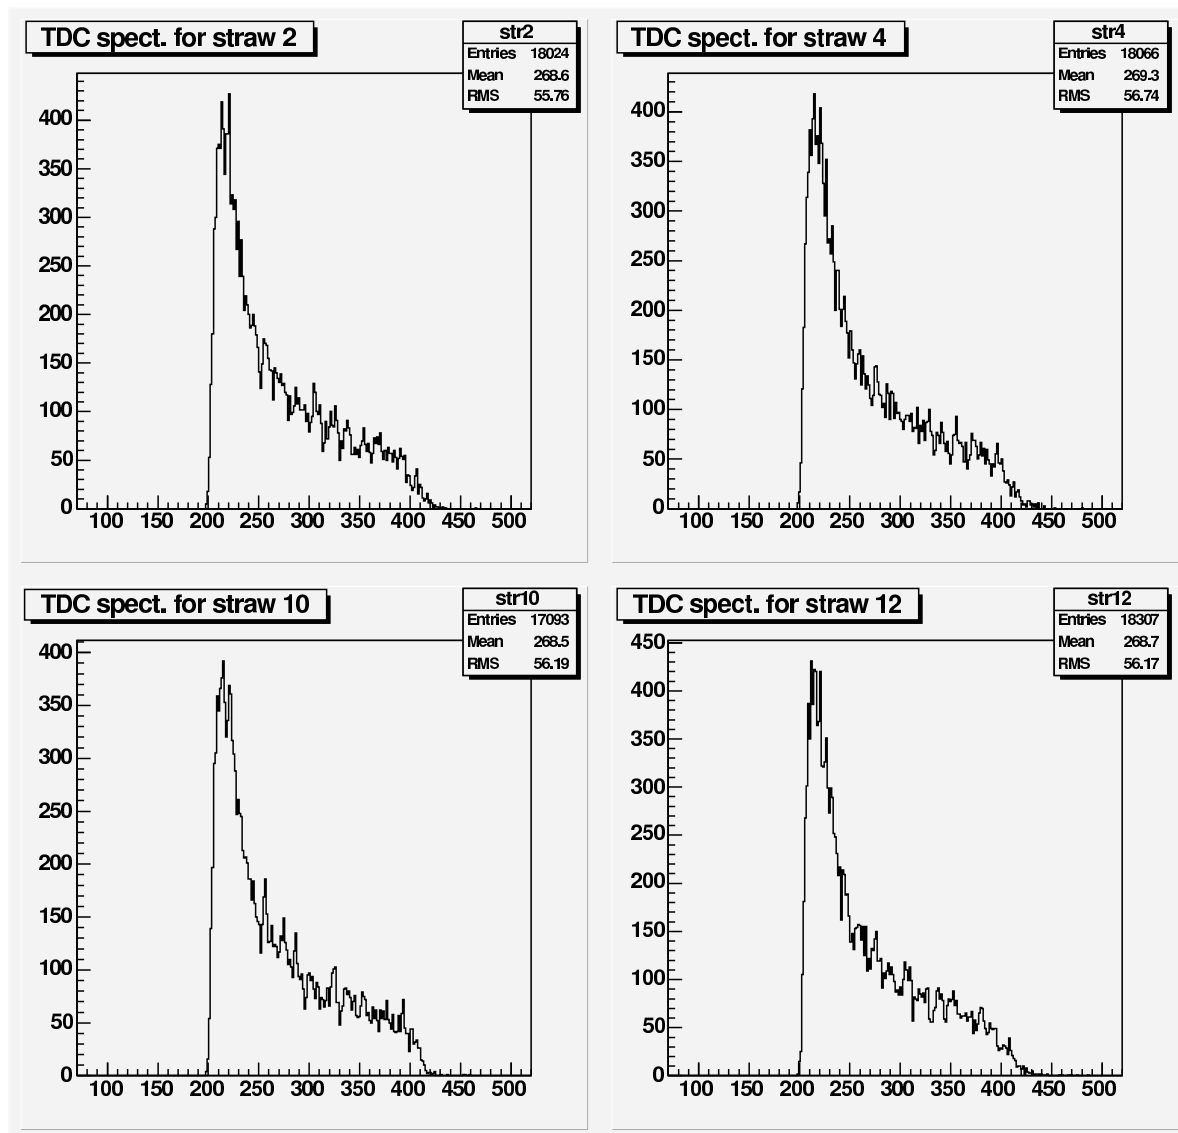 TDC spect. for straw 2
str2
Entries 18024
Mean 268.6
RMS 55.76
400
350
300
250
200
150
100
50
0
100 150 200 250 300 350 400 450 500
TDC spect. for straw 4
str4
Entries 18066
Mean 269.3
RMS 56.74
400
350
300
250
200
150
100
50
0
100 150 200 250 300 350 400 450 500
TDC spect. for straw 10
str10
Entries 17093
Mean 268.5
RMS 56.19
400
350
300
250
200
150
100
50
0
100 150 200 250 300 350 400 450 500
TDC spect. for straw 12
str12
Entries 18307
Mean 268.7
RMS 56.17
450
400
350
300
250
200
150
100
50
0
100 150 200 250 300 350 400 450 500